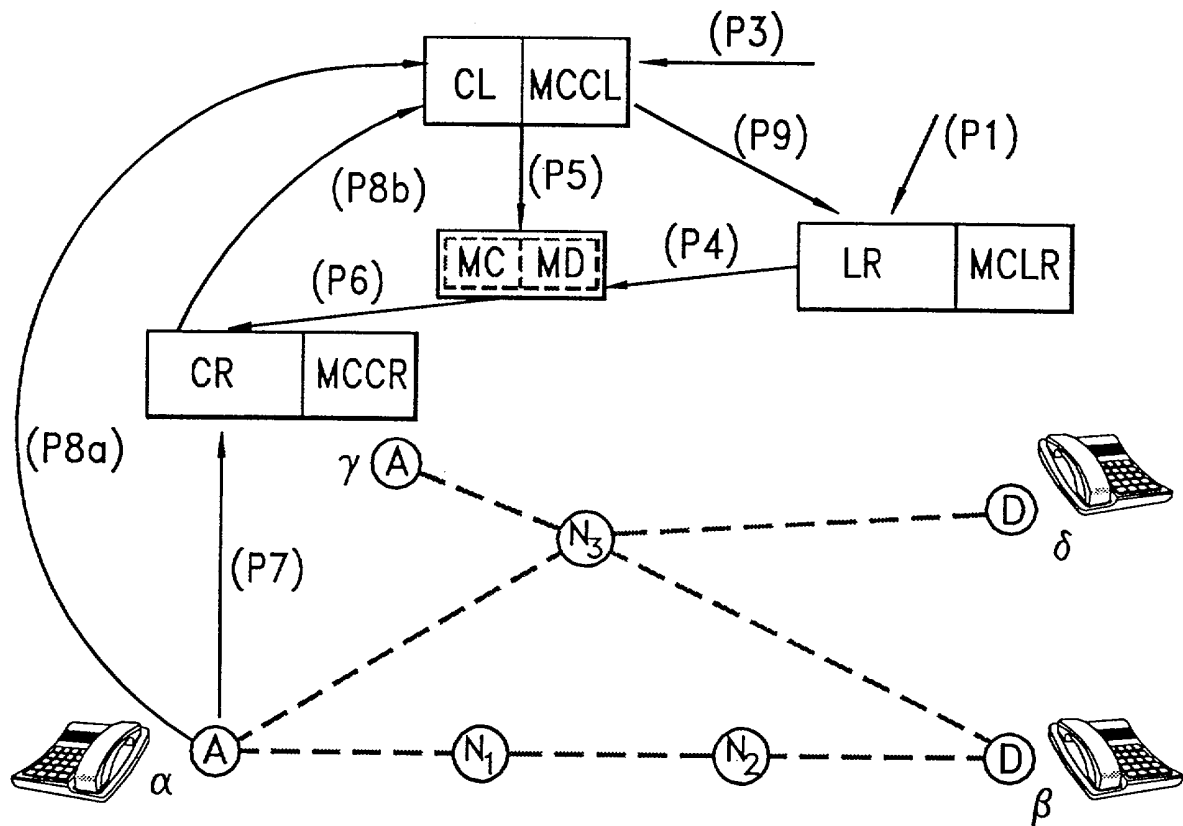 (P3)
CL MCCL
(P9)
(P1)
(P8b)
(P5)
MC MD
(P4)
LR MCLR
(P6)
CR MCCR
(P8a)
γ A
N3
D
δ
(P7)
α A N1 N2 D
β